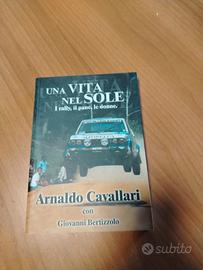 UNA VITA
NEL SOLE
I rally, il pane, le donne.
Arnaldo Cavallari
con
Giovanni Bertizzolo
subito